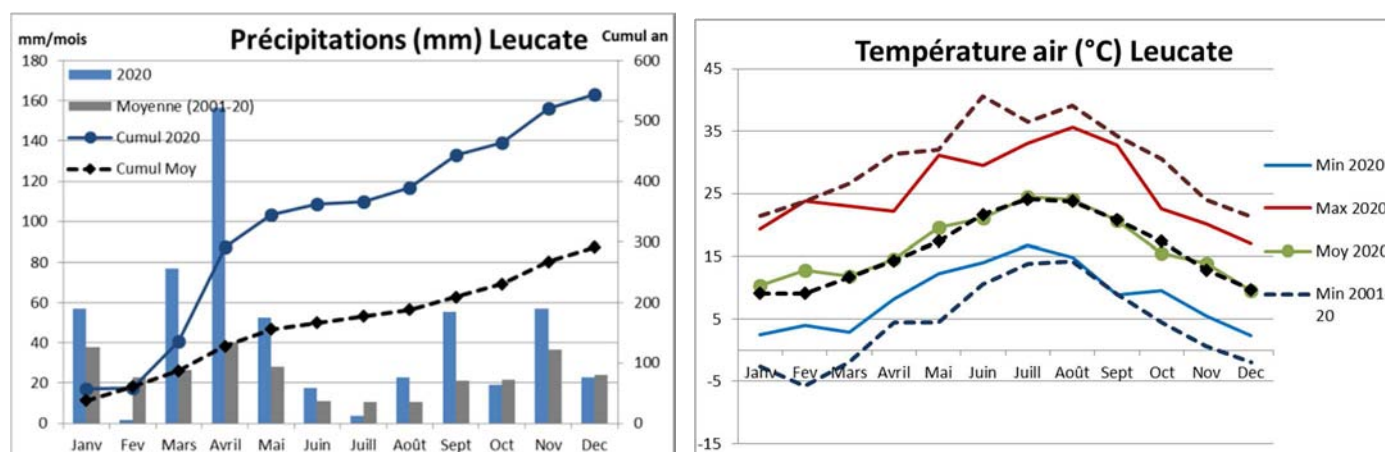 mm/mois
Précipitations (mm) Leucate
Cumul an
180
160
140
120
100
80
60
40
20
0
600
500
400
300
200
100
0
2020
Moyenne (2001-20)
Cumul 2020
Cumul Moy
Janv Fev Mars Avril Mai Juin Juill Août Sept Oct Nov Dec
Température air (°C) Leucate
45
35
25
15
5
-5
-15
Janv Fev Mars Avril Mai Juin Juill Août Sept Oct Nov Dec
Min 2020
Max 2020
Moy 2020
Min 2001
20